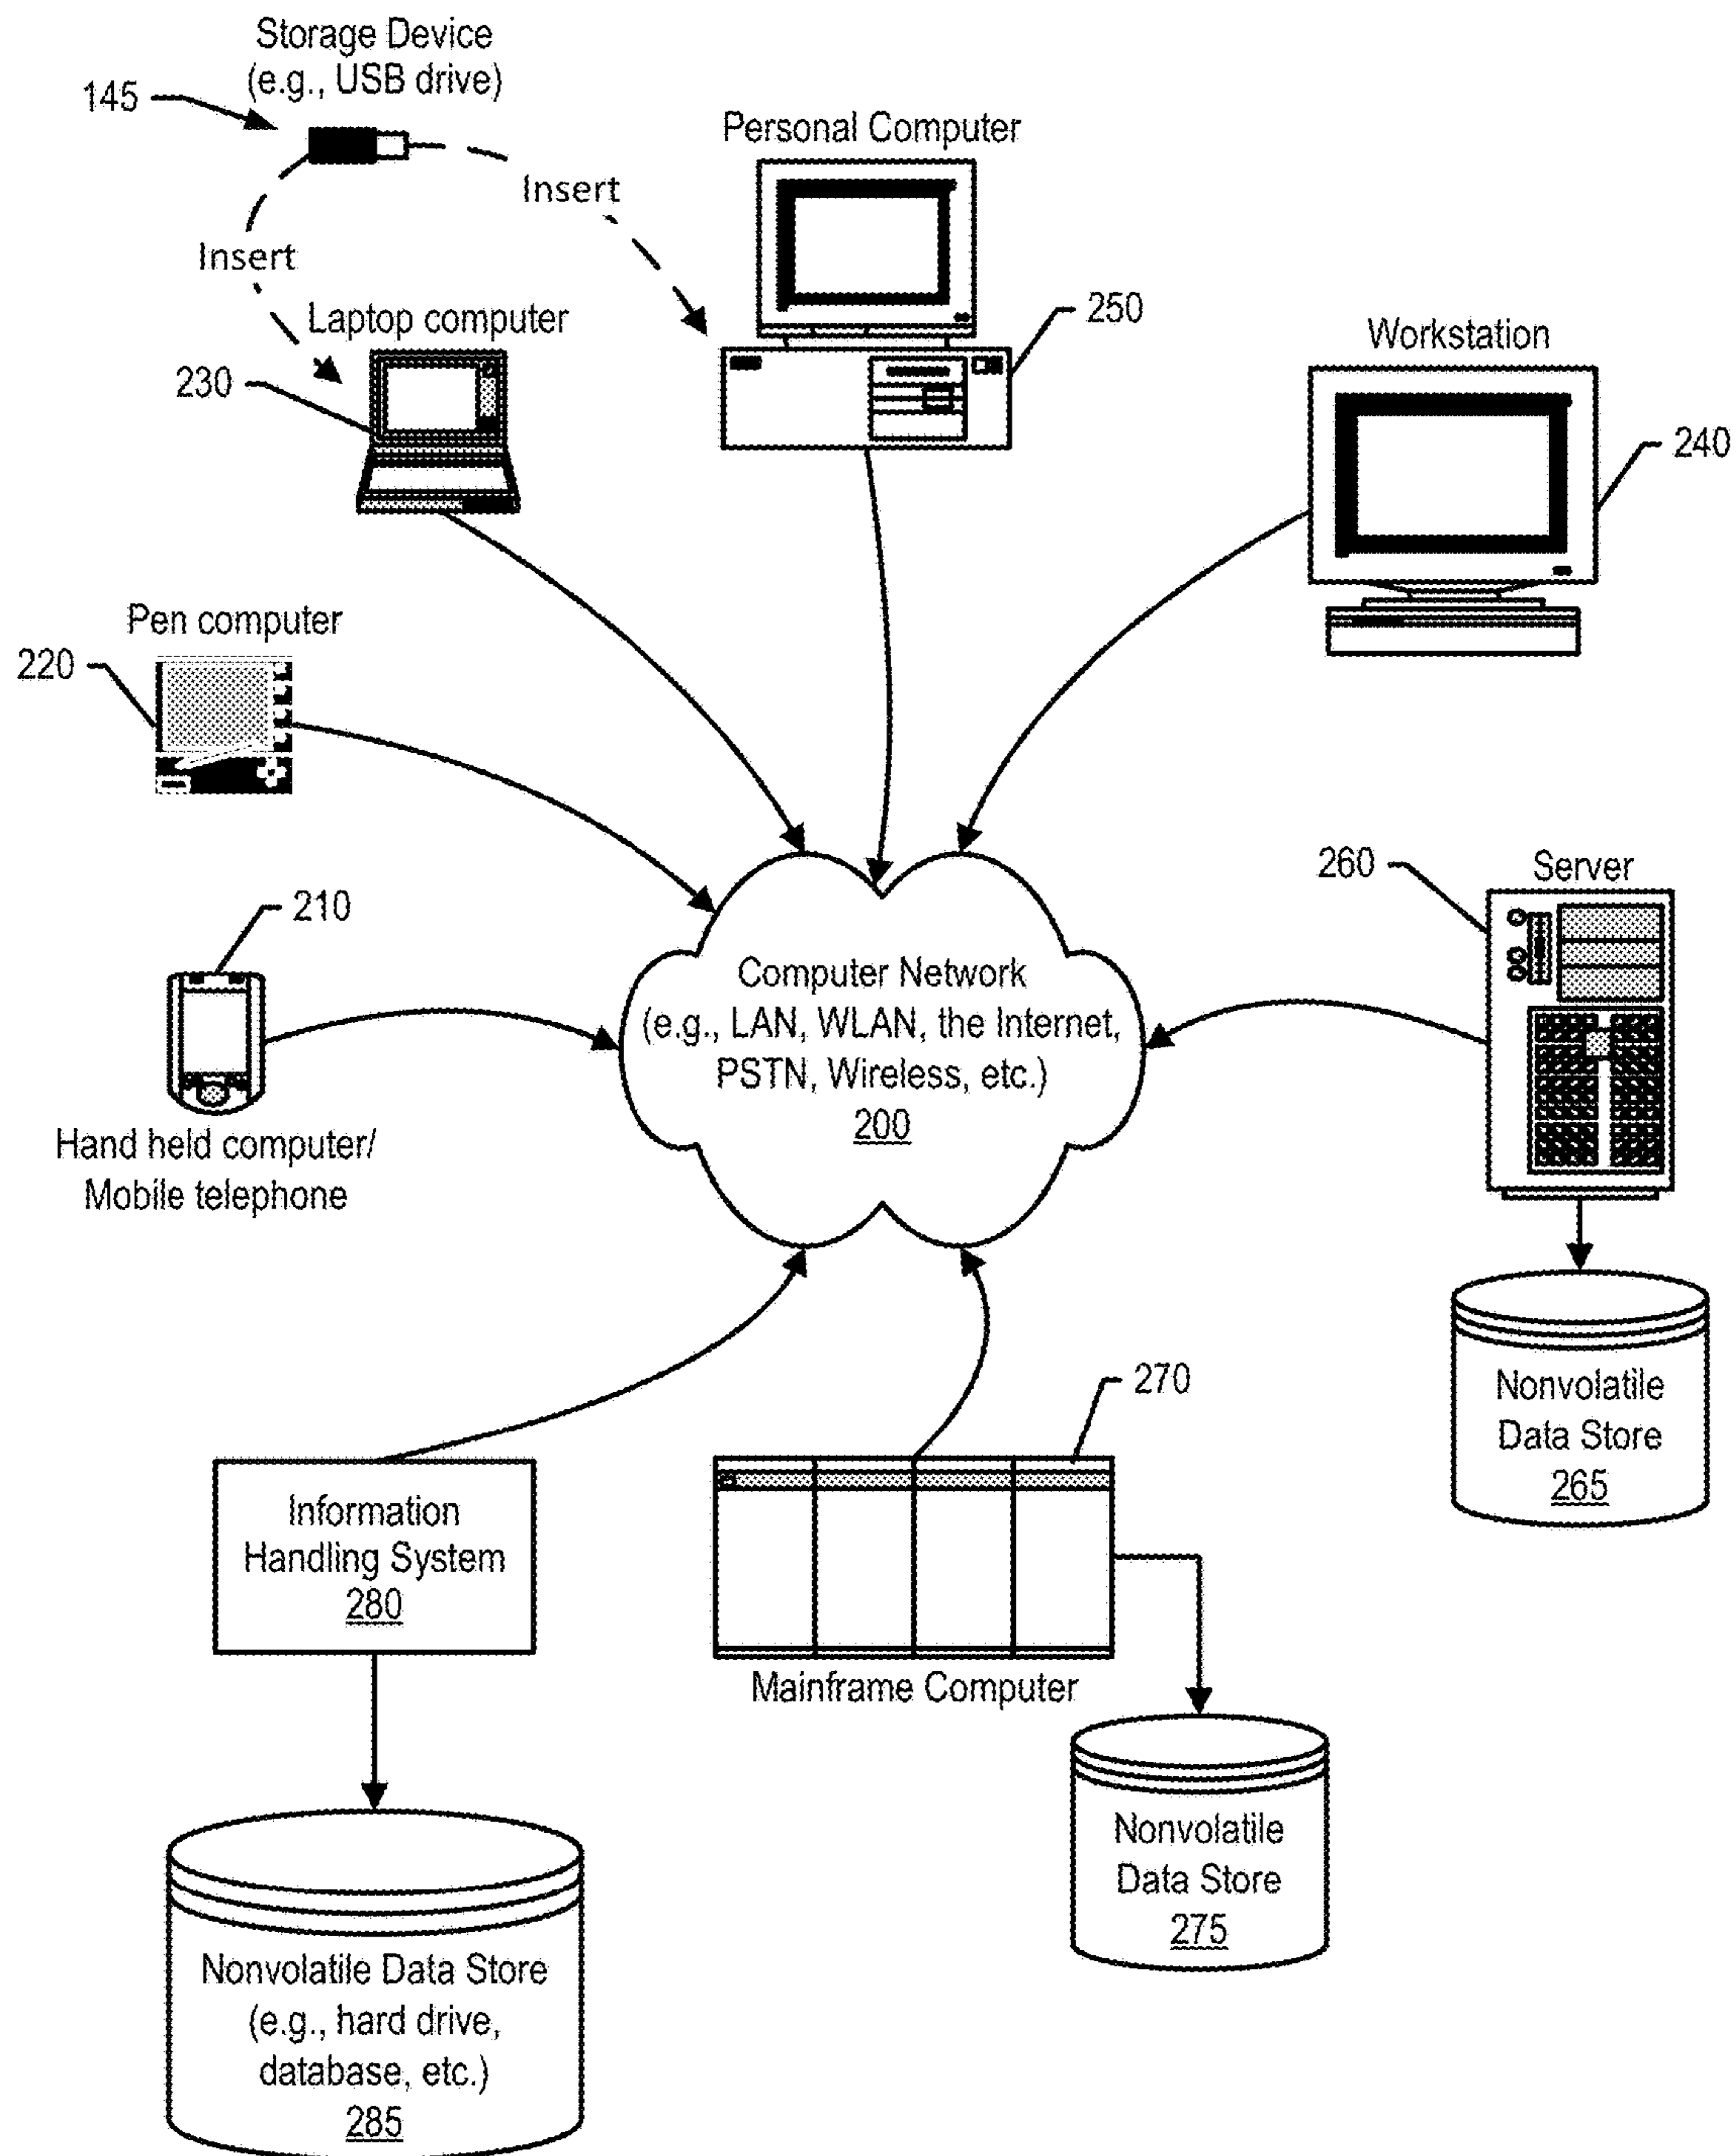 Storage Device
(e.g., USB drive)
145
Personal Computer
Insert
Insert
Laptop computer
250
Workstation
230
240
Pen computer
220
260
Server
210
Computer Network
(e.g., LAN, WLAN, the Internet,
PSTN, Wireless, etc.)
200
Hand held computer/
Mobile telephone
270
Nonvolatile
Data Store
265
Information
Handling System
280
Mainframe Computer
Nonvolatile
Data Store
275
Nonvolatile Data Store
(e.g., hard drive,
database, etc.)
285